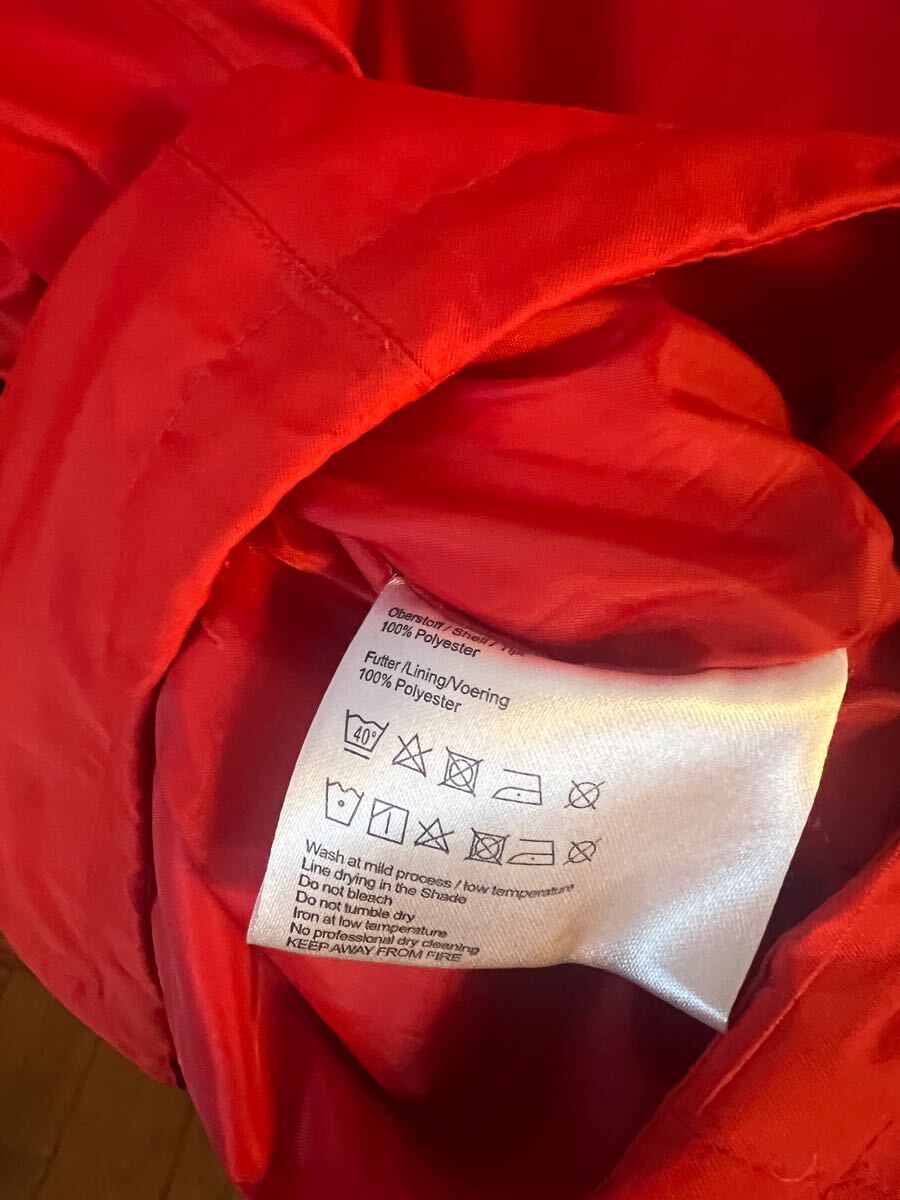 Oberstoff / Shell /
100% Polyester
Futter /Lining/Voering
100% Polyester
40°
Wash at mild process / low temperature
Line drying in the Shade
Do not bleach
Do not tumble dry
Iron at low temperature
No professional dry cleaning
KEEP AWAY FROM FIRE